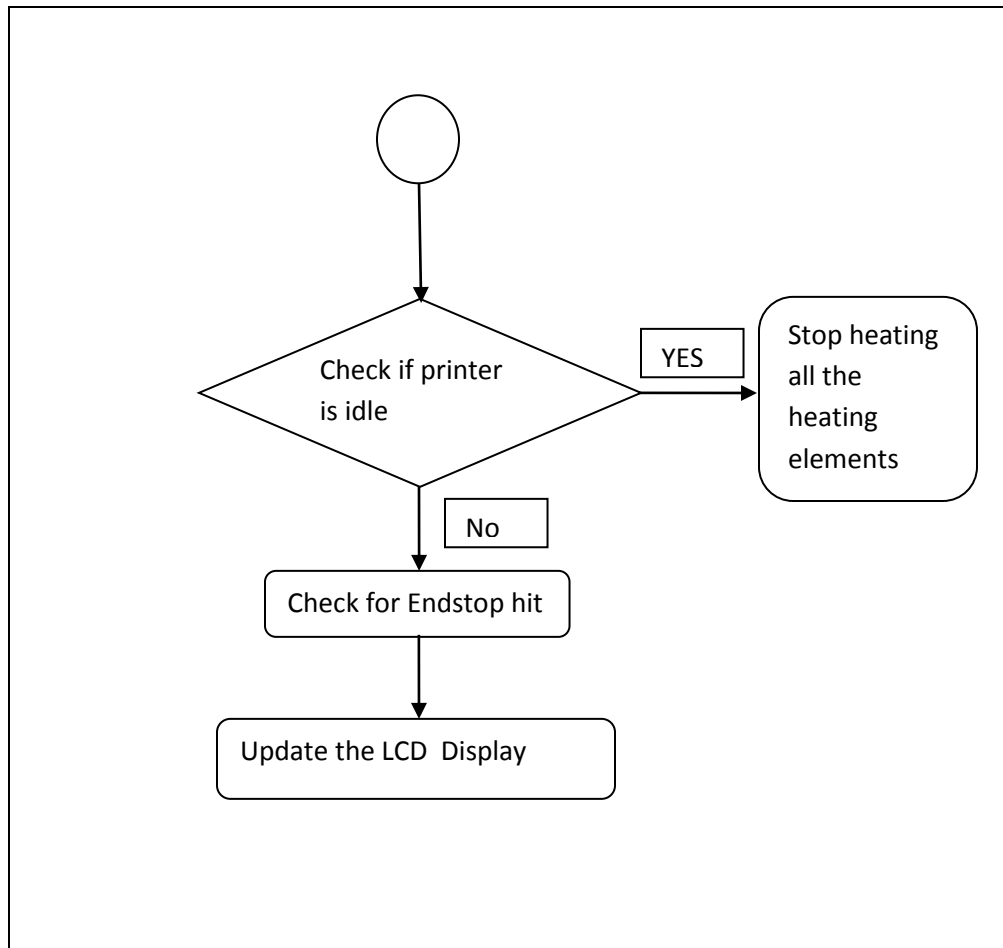 Check if printer
is idle
YES
Stop heating
all the
heating
elements
No
Check for Endstop hit
Update the LCD  Display